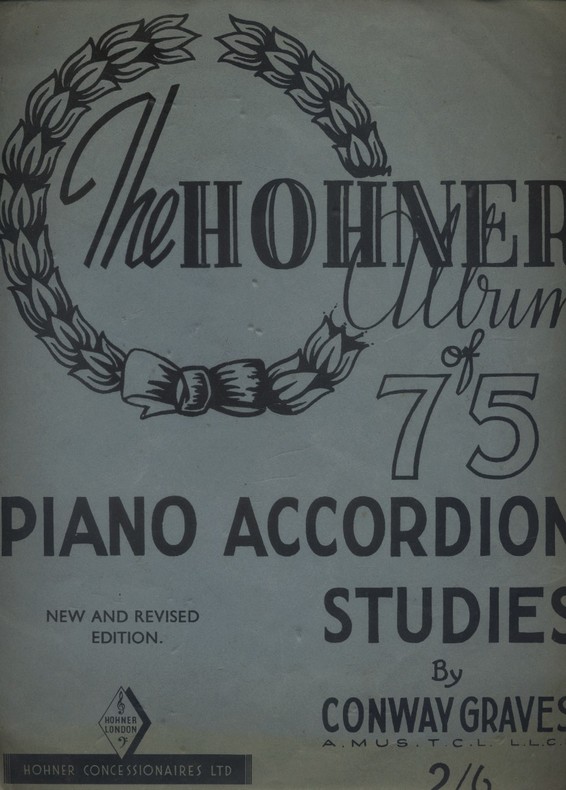 The HOHNER
Album
of
75
PIANO ACCORDION
STUDIES
NEW AND REVISED
EDITION.
By
CONWAY GRAVES
A.MUS.T.C.L. L.L.C.
HOHNER
LONDON
HOHNER CONCESSIONAIRES LTD
2/6